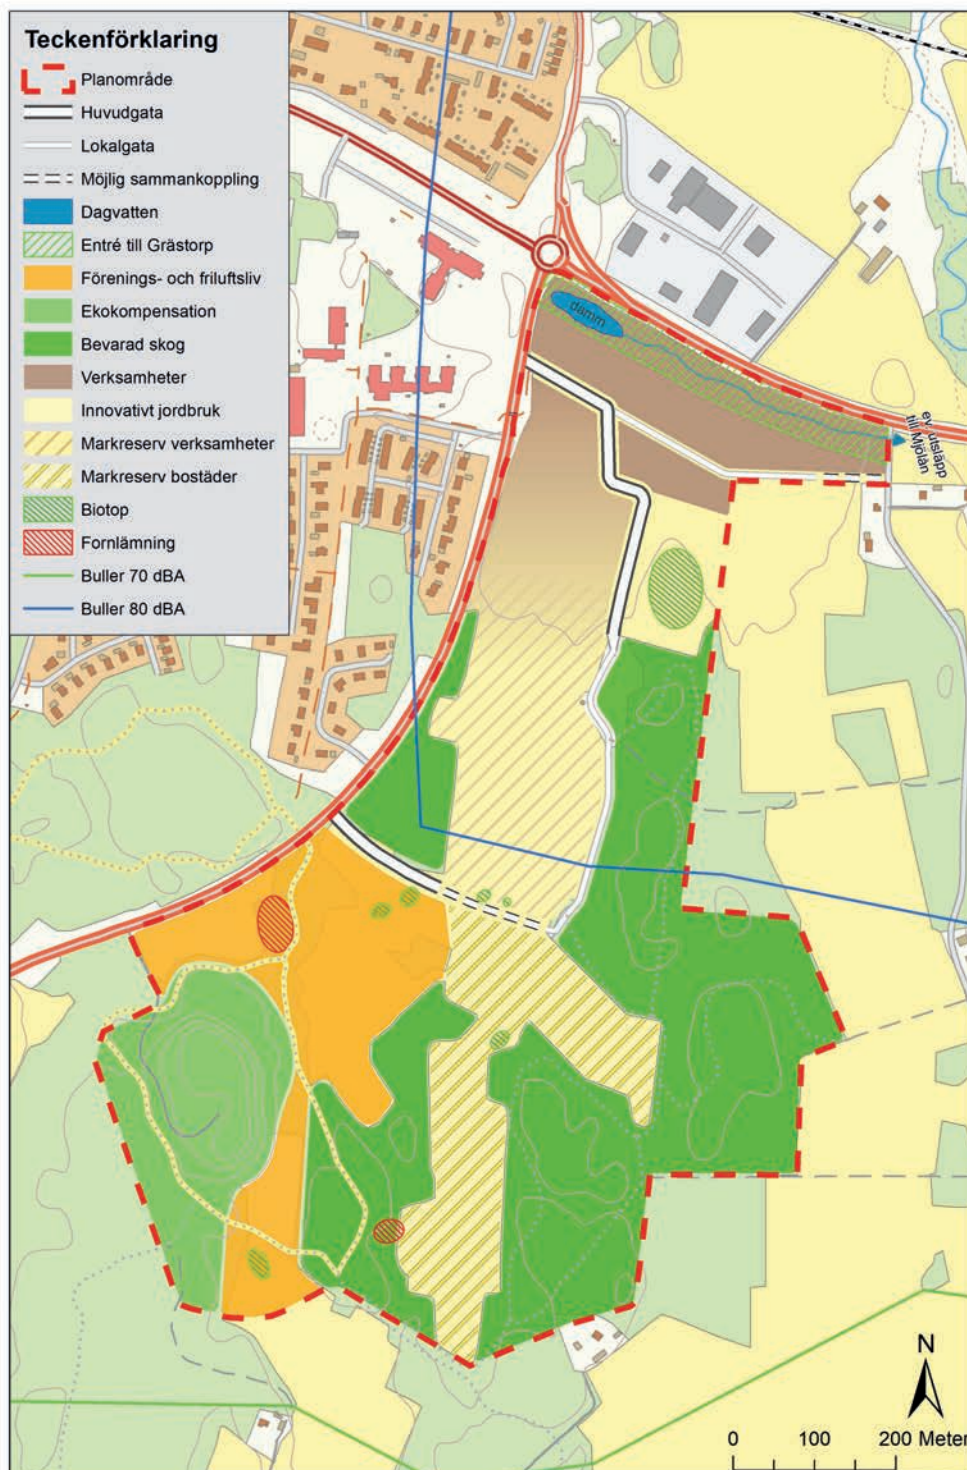 Teckenförklaring
Planområde
Huvudgata
Lokalgata
Möjlig sammankoppling
Dagvatten
Entré till Grästorp
Förenings- och friluftsliv
Ekokompensation
Bevarad skog
Verksamheter
Innovativt jordbruk
Markreserv verksamheter
Markreserv bostäder
Biotop
Fornlämning
Buller 70 dBA
Buller 80 dBA
damm
ev. utsläpp
till Mjölån
N
0 100 200 Meter